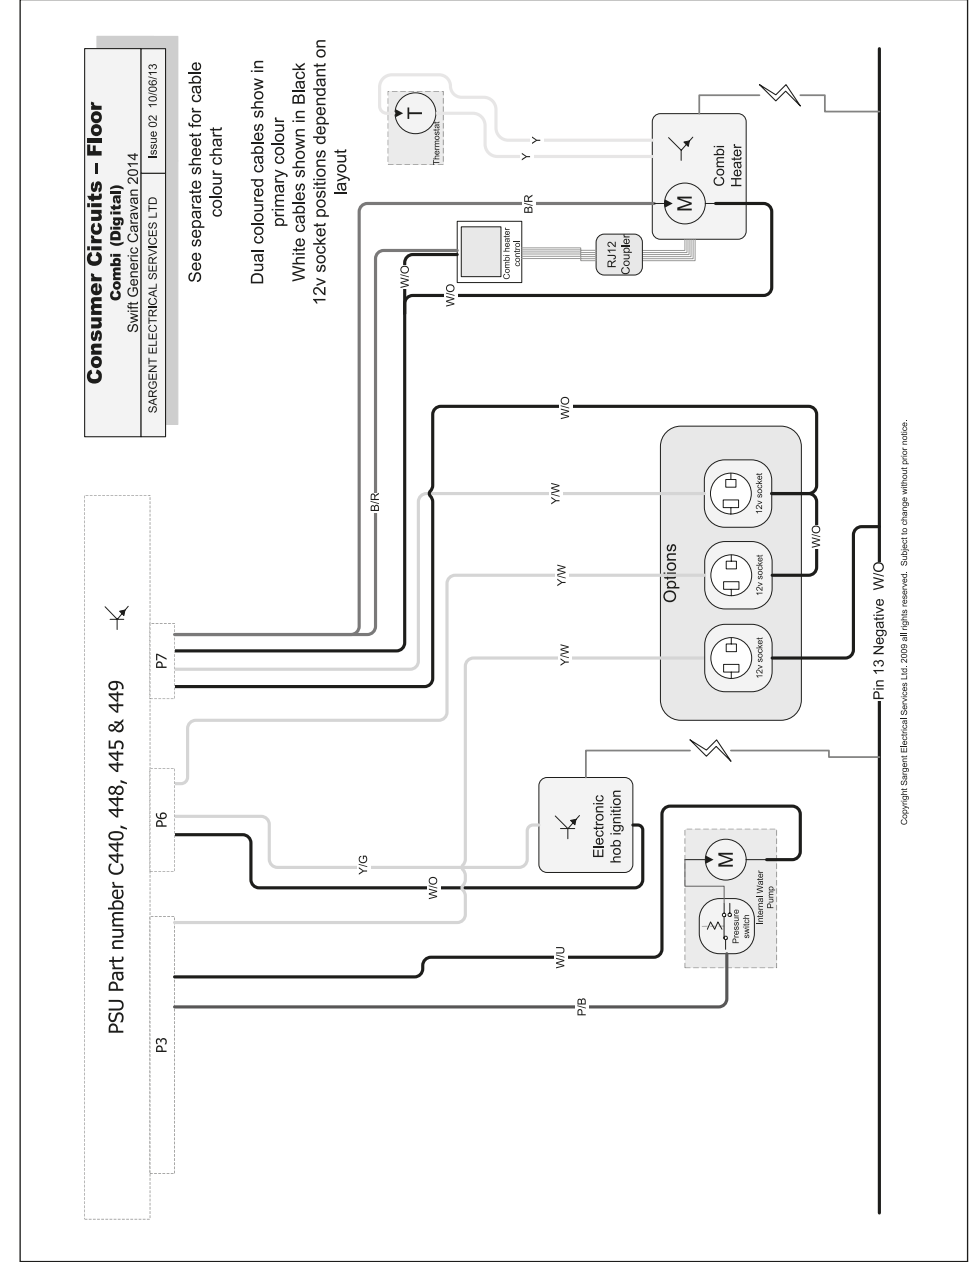 Consumer Circuits – Floor
Combi (Digital)
Swift Generic Caravan 2014
SARGENT ELECTRICAL SERVICES LTD
Issue 02 10/06/13
See separate sheet for cable
colour chart
Dual coloured cables show in
primary colour
White cables shown in Black
12v socket positions dependant on
layout
PSU Part number C440, 448, 445 & 449
P3
P6
P7
B/R
B/R
W/O
W/O
Y
Y
T
Thermostat
Combi heater
control
RJ12
Coupler
M
Combi
Heater
W/O
Y/W
Y/W
Y/W
W/O
Options
12v socket
12v socket
12v socket
Y/G
W/O
Electronic
hob ignition
W/U
P/B
M
Pressure
switch
Internal Water
Pump
Pin 13 Negative W/O
Copyright Sargent Electrical Services Ltd. 2009 all rights reserved. Subject to change without prior notice.